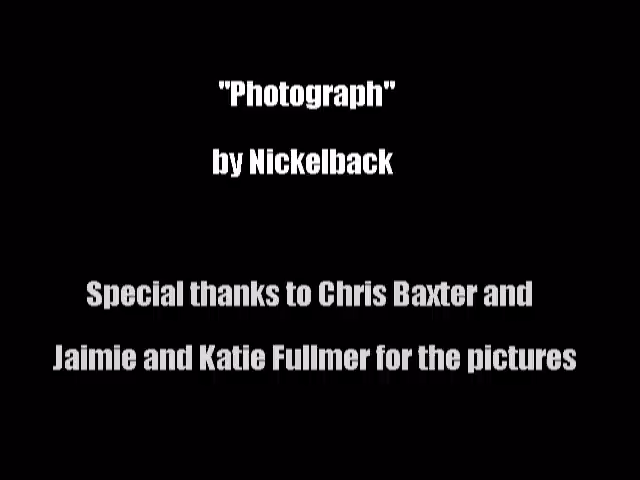 "Photograph"
by Nickelback
Special thanks to Chris Baxter and
Jaimie and Katie Fullmer for the pictures